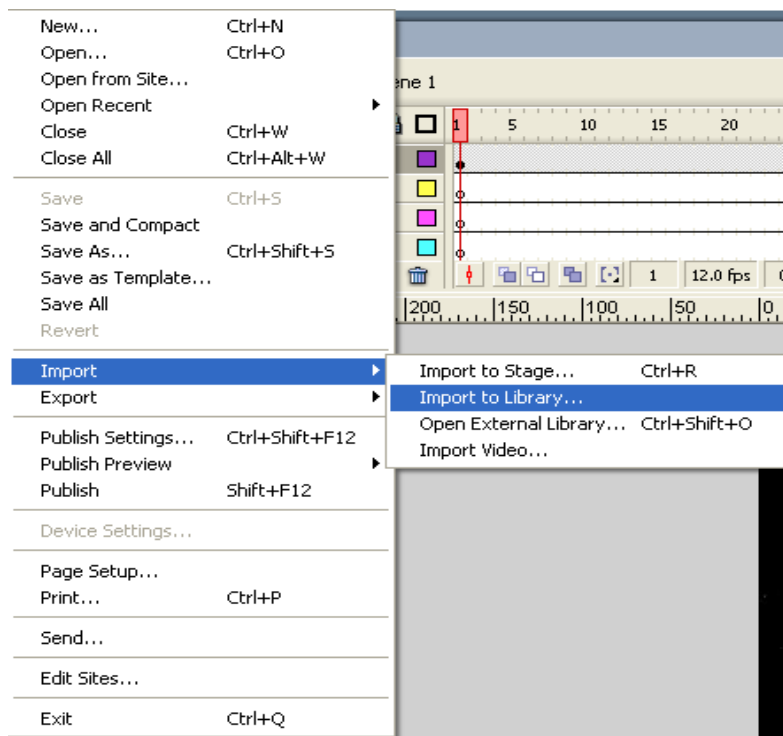 New... Ctrl+N
Open... Ctrl+O
Open from Site...
Open Recent
Close Ctrl+W
Close All Ctrl+Alt+W
Save Ctrl+S
Save and Compact
Save As... Ctrl+Shift+S
Save as Template...
Save All
Revert
Import
Export
Publish Settings... Ctrl+Shift+F12
Publish Preview
Publish Shift+F12
Device Settings...
Page Setup...
Print... Ctrl+P
Send...
Edit Sites...
Exit Ctrl+Q
1
1 5 10 15 20
1 12.0 fps
200 150 100 50 0
Import to Stage... Ctrl+R
Import to Library...
Open External Library... Ctrl+Shift+O
Import Video...